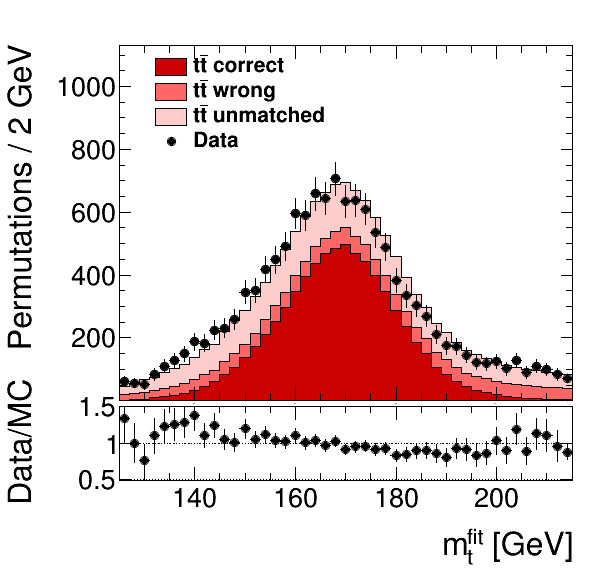 Permutations / 2 GeV
1000
800
600
400
200
tt̄ correct
tt̄ wrong
tt̄ unmatched
Data
Data/MC
1.5
1
0.5
140 160 180 200
m_t^fit [GeV]